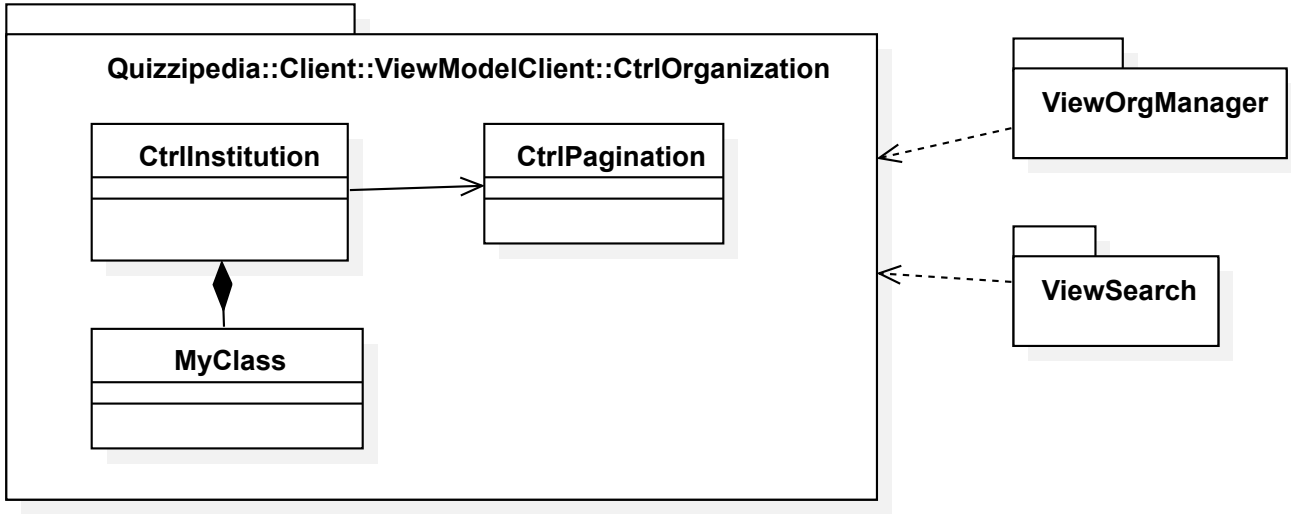 Quizzipedia::Client::ViewModelClient::CtrlOrganization
ViewOrgManager
CtrlInstitution
CtrlPagination
ViewSearch
MyClass